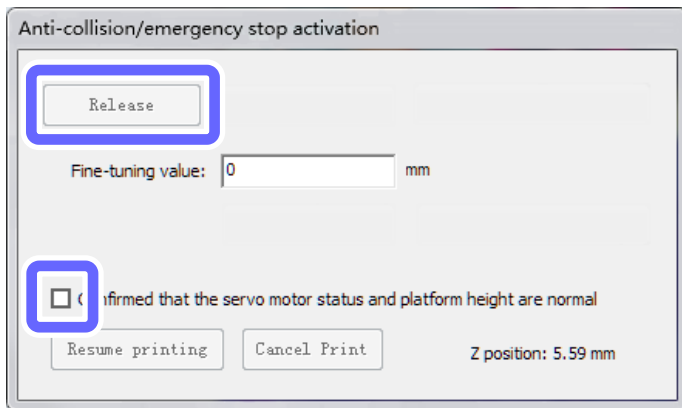 Anti-collision/emergency stop activation
Release
Fine-tuning value: 0 mm
Confirmed that the servo motor status and platform height are normal
Resume printing Cancel Print Z position: 5.59 mm